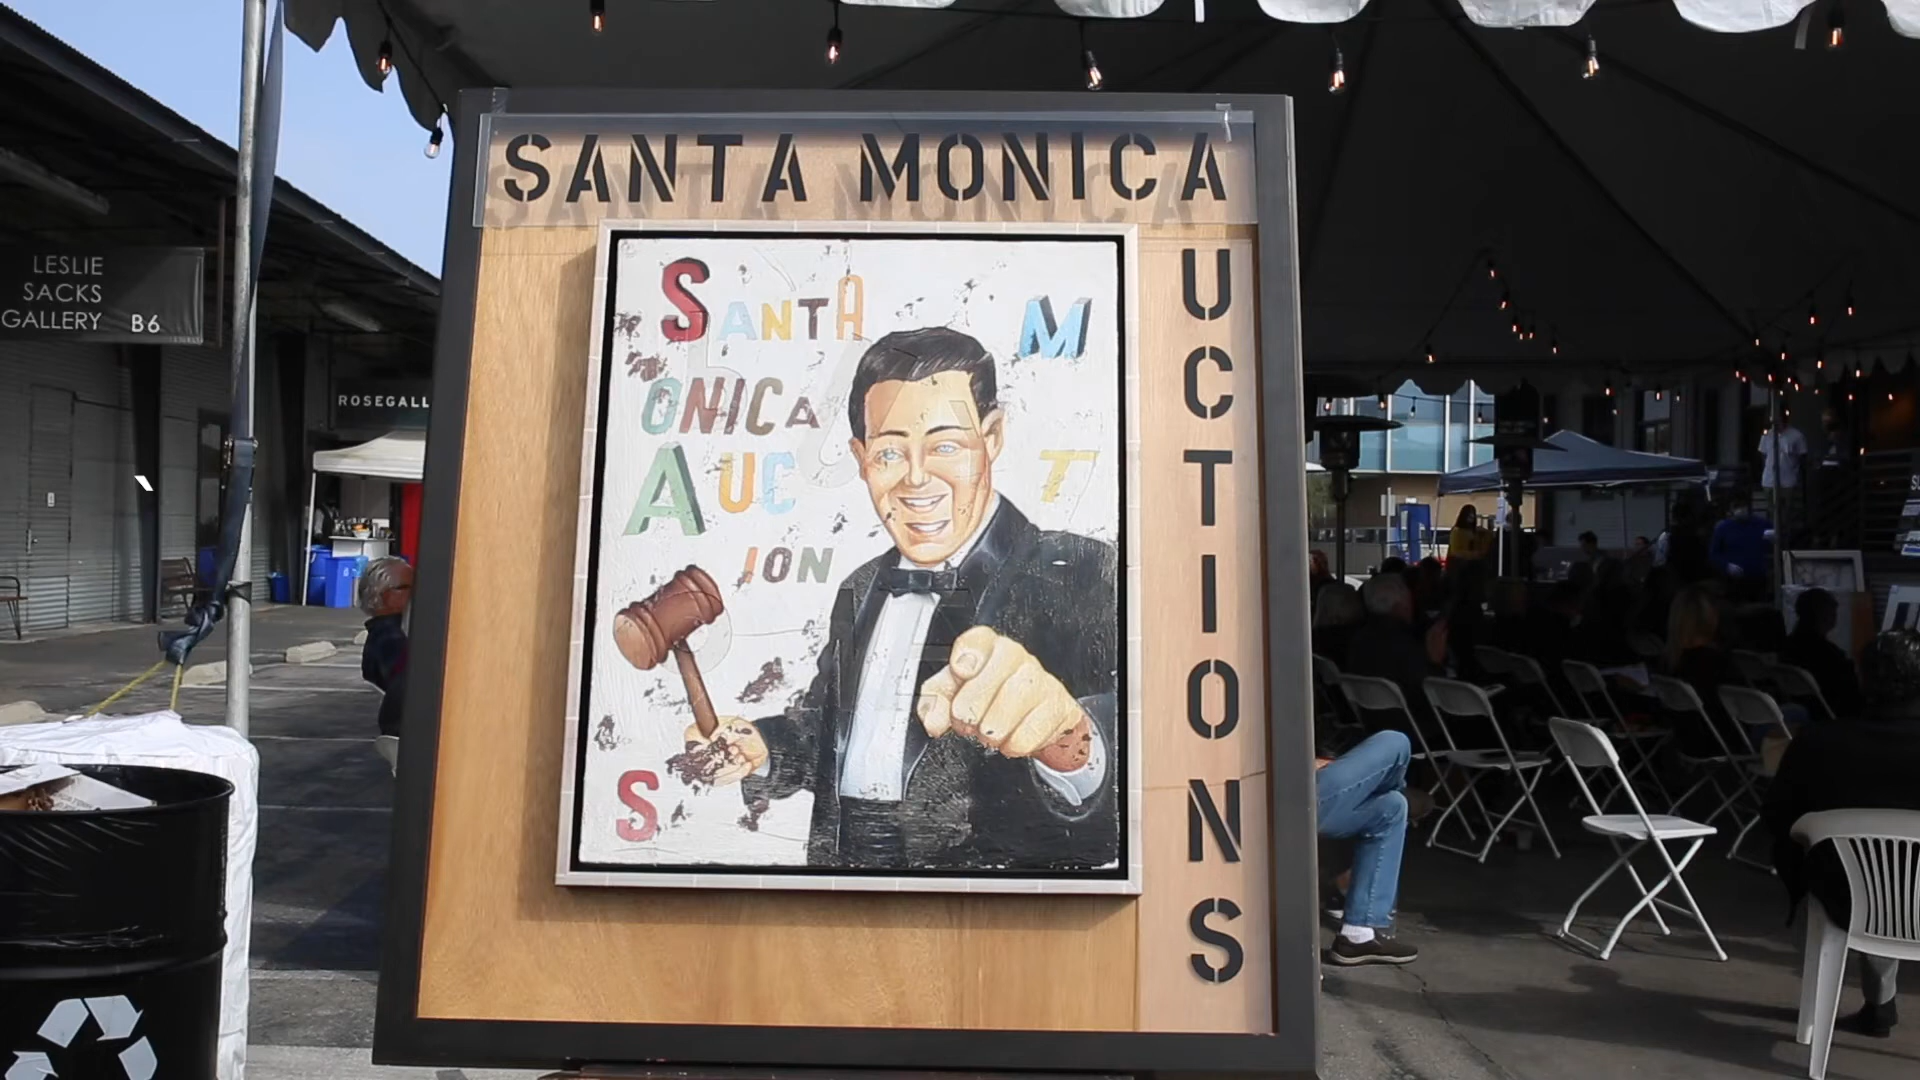 SANTA MONICA
UCTIONS
SANTA M
ONICA
AUC T
ION
S
LESLIE
SACKS
GALLERY B6
ROSEGALL